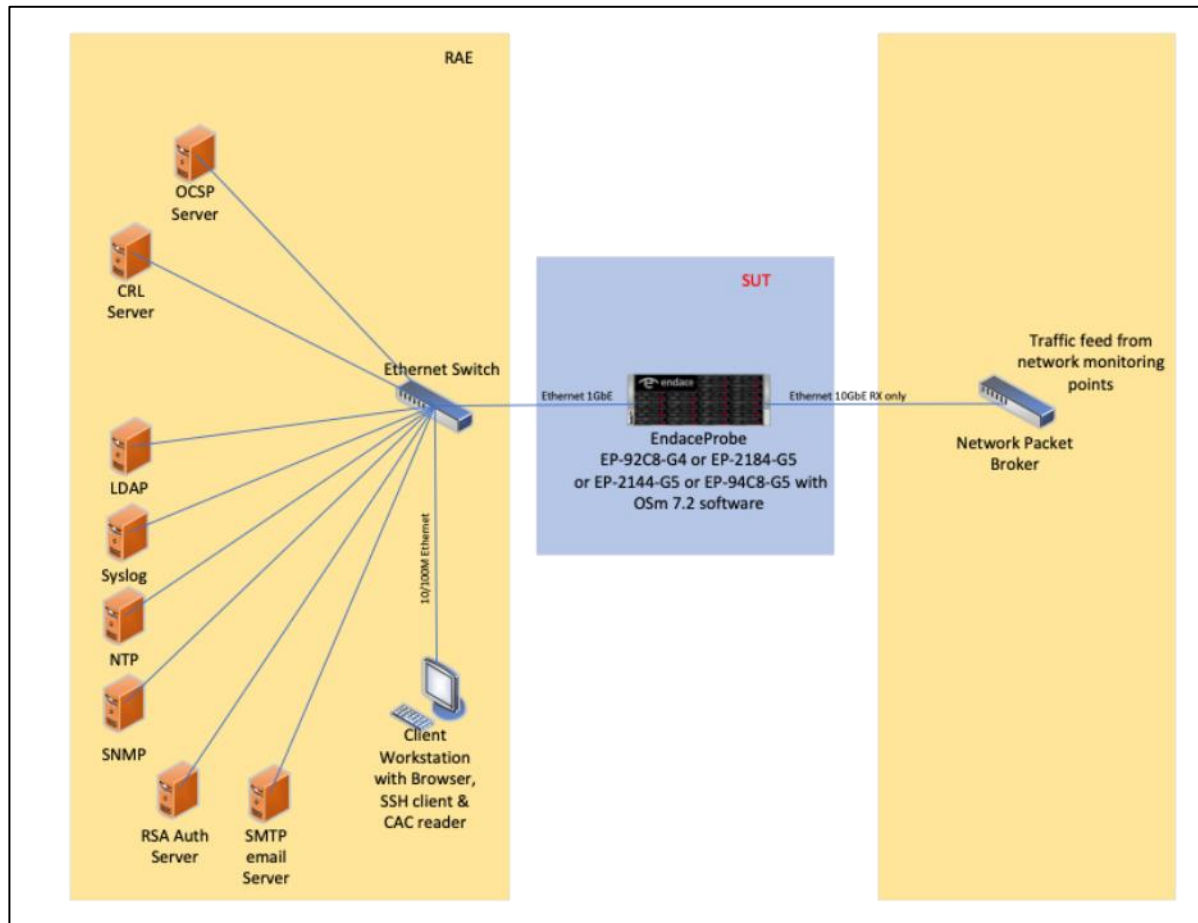 RAE
OCSP
Server
CRL
Server
Ethernet Switch
LDAP
Syslog
NTP
SNMP
RSA Auth
Server
SMTP
email
Server
10/100M Ethernet
Client
Workstation
with Browser,
SSH client &
CAC reader
SUT
Ethernet 1GbE
endace
Ethernet 10GbE RX only
EndaceProbe
EP-92C8-G4 or EP-2184-G5
or EP-2144-G5 or EP-94C8-G5 with
OSm 7.2 software
Traffic feed from
network monitoring
points
Network Packet
Broker